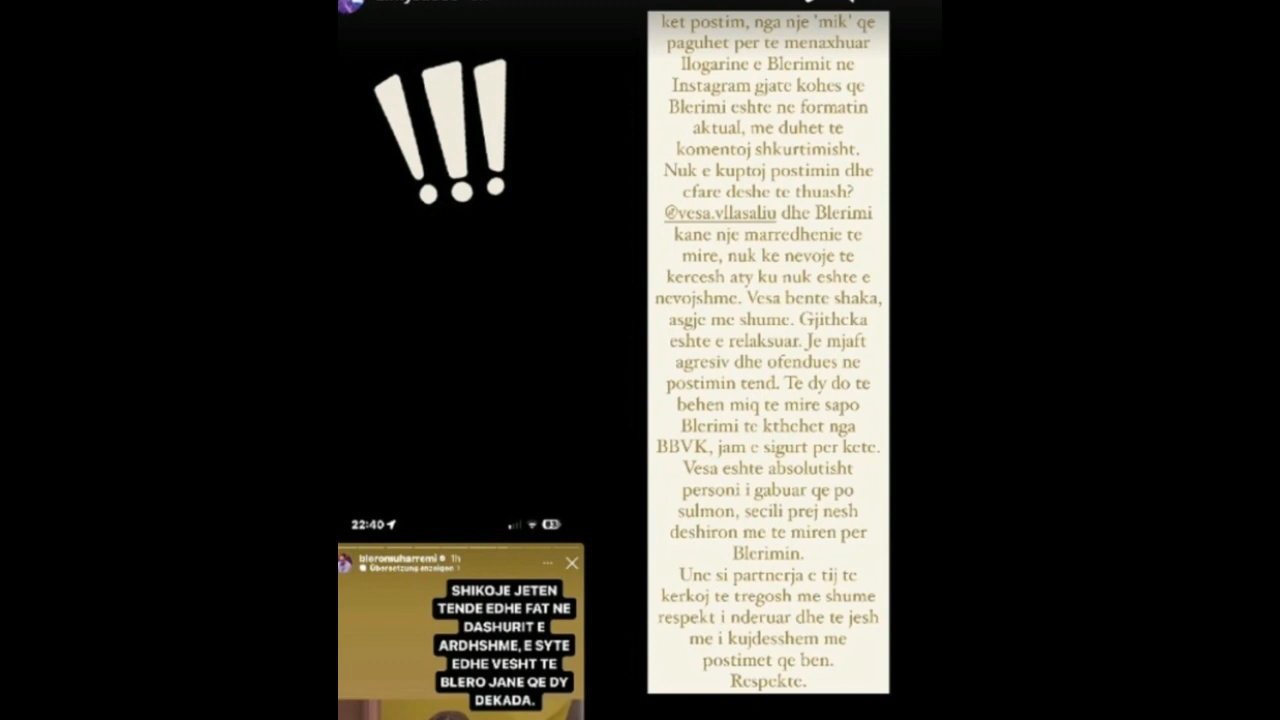 !!!
ket postim, nga nje 'mik' qe
paguhet per te menaxhuar
llogarine e Blerimit ne
Instagram gjate kohes qe
Blerimi eshte ne formatin
aktual, me duhet te
komentoj shkurtimisht.
Nuk e kuptoj postimin dhe
cfare deshe te thuash?
@vesa.vllasaliu dhe Blerimi
kane nje marredhenie te
mire, nuk ke nevoje te
kercesh aty ku nuk eshte e
nevojshme. Vesa bente shaka,
asgje me shume. Gjitheka
eshte e relaksuar. Je mjaft
agresiv dhe ofendues ne
postimin tend. Te dy do te
behen miq te mire sapo
Blerimi te kthehet nga
BBVK, jam e sigurt per kete.
Vesa eshte absolutisht
personi i gabuar qe po
sulmon, secili prej nesh
deshiron me te miren per
Blerimin.
Une si partnerja e tij te
kerkoj te tregosh me shume
respekt i nderuar dhe te jesh
me i kujdesshem me
postimet qe ben.
Respekte.
22:40
bleromuharremi 1h
Übersetzung anzeigen
SHIKOJE JETEN
TENDE EDHE FAT NE
DASHURIT E
ARDHSHME, E SYTE
EDHE VESHT TE
BLERO JANE QE DY
DEKADA.